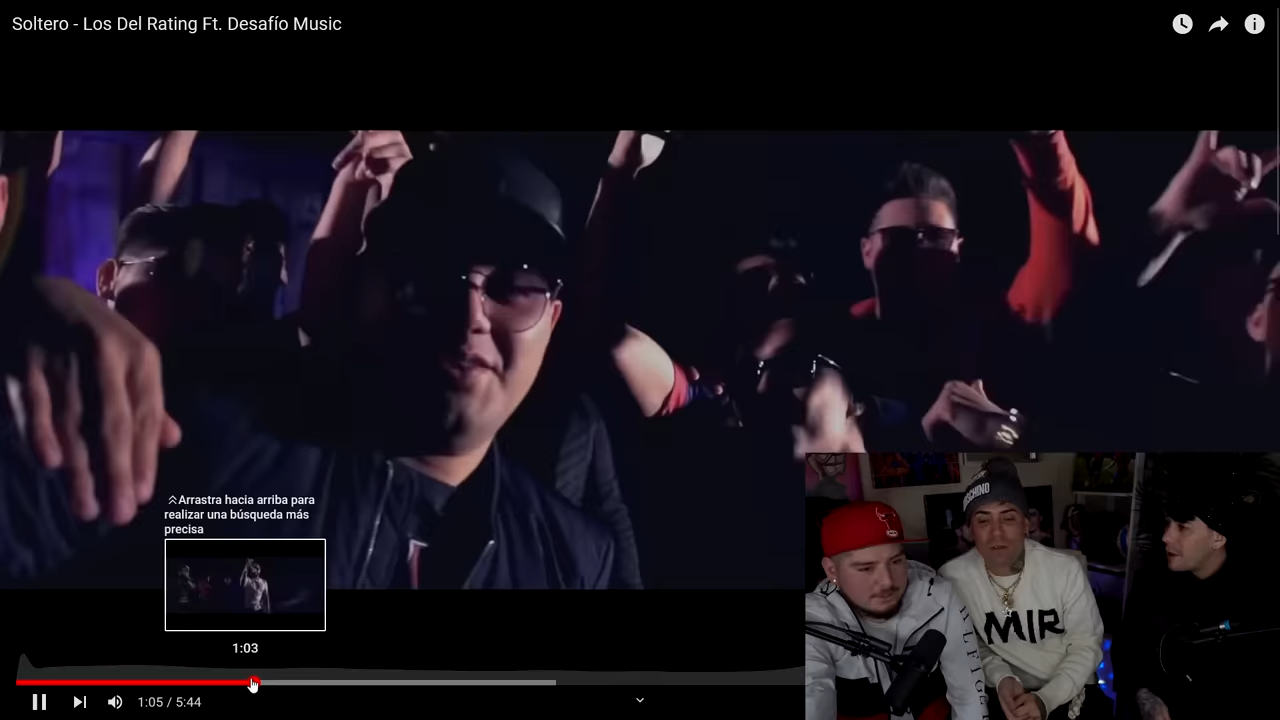 Soltero - Los Del Rating Ft. Desafío Music
Arrastra hacia arriba para
realizar una búsqueda más
precisa
1:03
1:05 / 5:44
MOSCHINO
AMIR